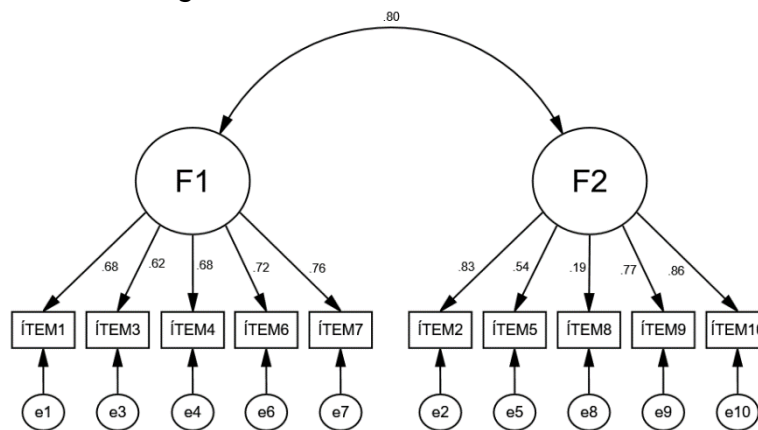 .80
F1 F2
.68 .62 .68 .72 .76 .83 .54 .19 .77 .86
ÍTEM1 ÍTEM3 ÍTEM4 ÍTEM6 ÍTEM7 ÍTEM2 ÍTEM5 ÍTEM8 ÍTEM9 ÍTEM10
e1 e3 e4 e6 e7 e2 e5 e8 e9 e10